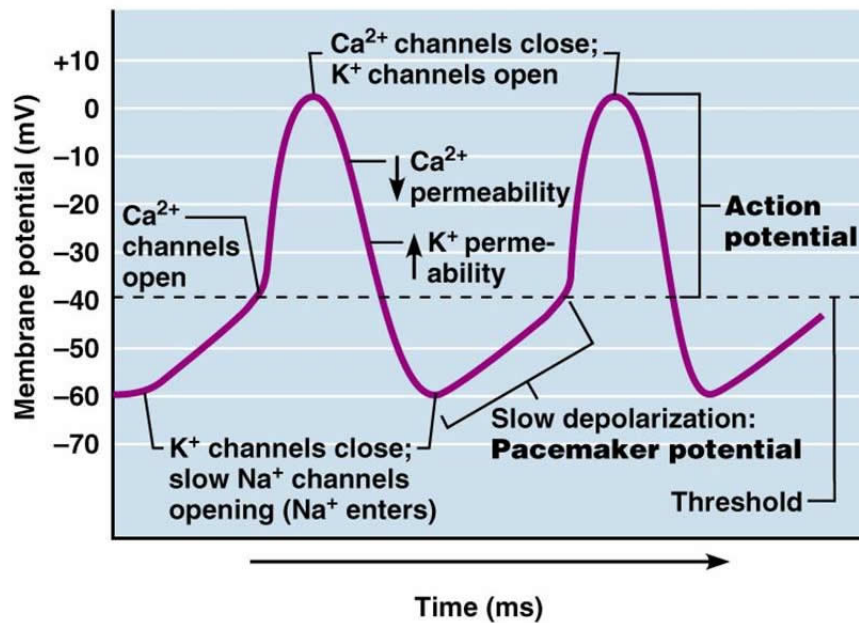 Ca²⁺ channels close;
K⁺ channels open
+10
0
–10
–20
–30
–40
–50
–60
–70
Membrane potential (mV)
Ca²⁺
permeability
Ca²⁺
channels
open
K⁺ perme-
ability
Action
potential
Slow depolarization:
Pacemaker potential
K⁺ channels close;
slow Na⁺ channels
opening (Na⁺ enters)
Threshold
Time (ms)